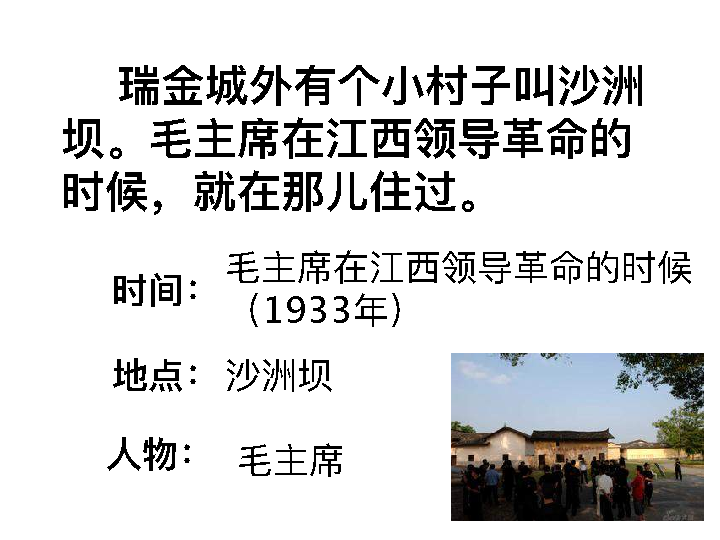 瑞金城外有个小村子叫沙洲
坝。毛主席在江西领导革命的
时候，就在那儿住过。
时间：
毛主席在江西领导革命的时候
（1933年）
地点：沙洲坝
人物：毛主席